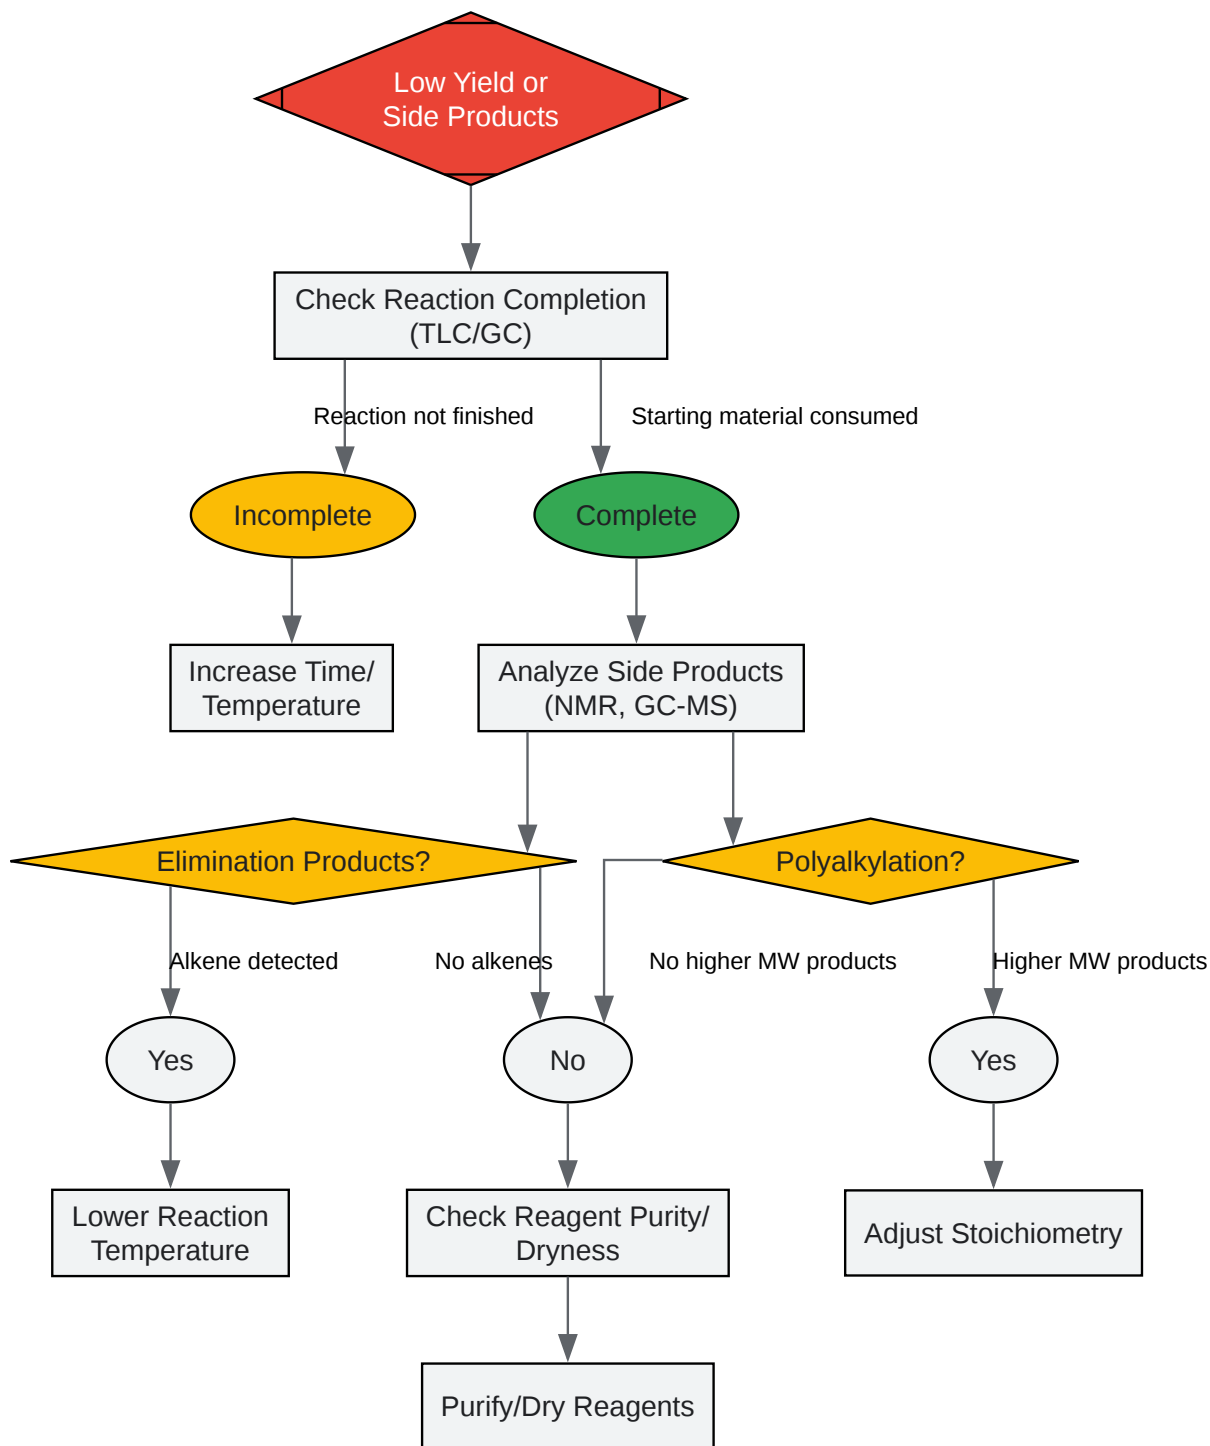 Low Yield or
Side Products
Check Reaction Completion
(TLC/GC)
Reaction not finished
Starting material consumed
Incomplete
Complete
Increase Time/
Temperature
Analyze Side Products
(NMR, GC-MS)
Elimination Products?
Polyalkylation?
Alkene detected
No alkenes
No higher MW products
Higher MW products
Yes
No
Yes
Lower Reaction
Temperature
Check Reagent Purity/
Dryness
Adjust Stoichiometry
Purify/Dry Reagents